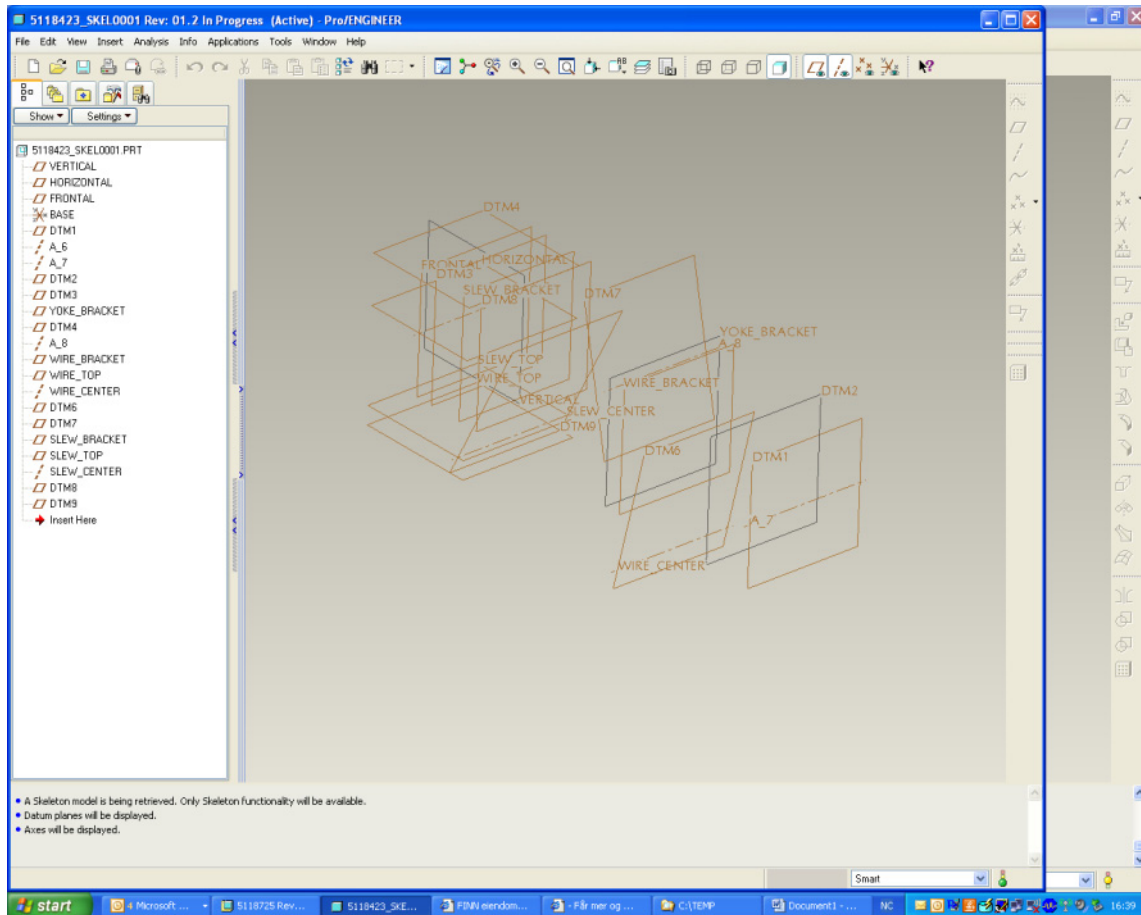 5118423_SKEL0001 Rev: 01.2 In Progress (Active) - Pro/ENGINEER
File Edit View Insert Analysis Info Applications Tools Window Help
Show Settings
5118423_SKEL0001.PRT
VERTICAL
HORIZONTAL
FRONTAL
BASE
DTM1
A_6
A_7
DTM2
DTM3
YOKE_BRACKET
DTM4
A_8
WIRE_BRACKET
WIRE_TOP
WIRE_CENTER
DTM6
DTM7
SLEW_BRACKET
SLEW_TOP
SLEW_CENTER
DTM8
DTM9
Insert Here
DTM4
FRONTAL HORIZONTAL
DTM3
SLEW_BRACKET DTM7
DTM8
YOKE_BRACKET
A_8
SLEW_TOP
WIRE_TOP WIRE_BRACKET
VERTICAL DTM2
SLEW_CENTER
DTM9
DTM6 DTM1
A_7
WIRE_CENTER
A Skeleton model is being retrieved. Only Skeleton functionality will be available.
Datum planes will be displayed.
Axes will be displayed.
Smart
start 4 Microsoft ... 5118725 Rev... 5118423_SKE... FINN eiendom... - Får mer og ... C:\TEMP Document1 - ... NC 16:39